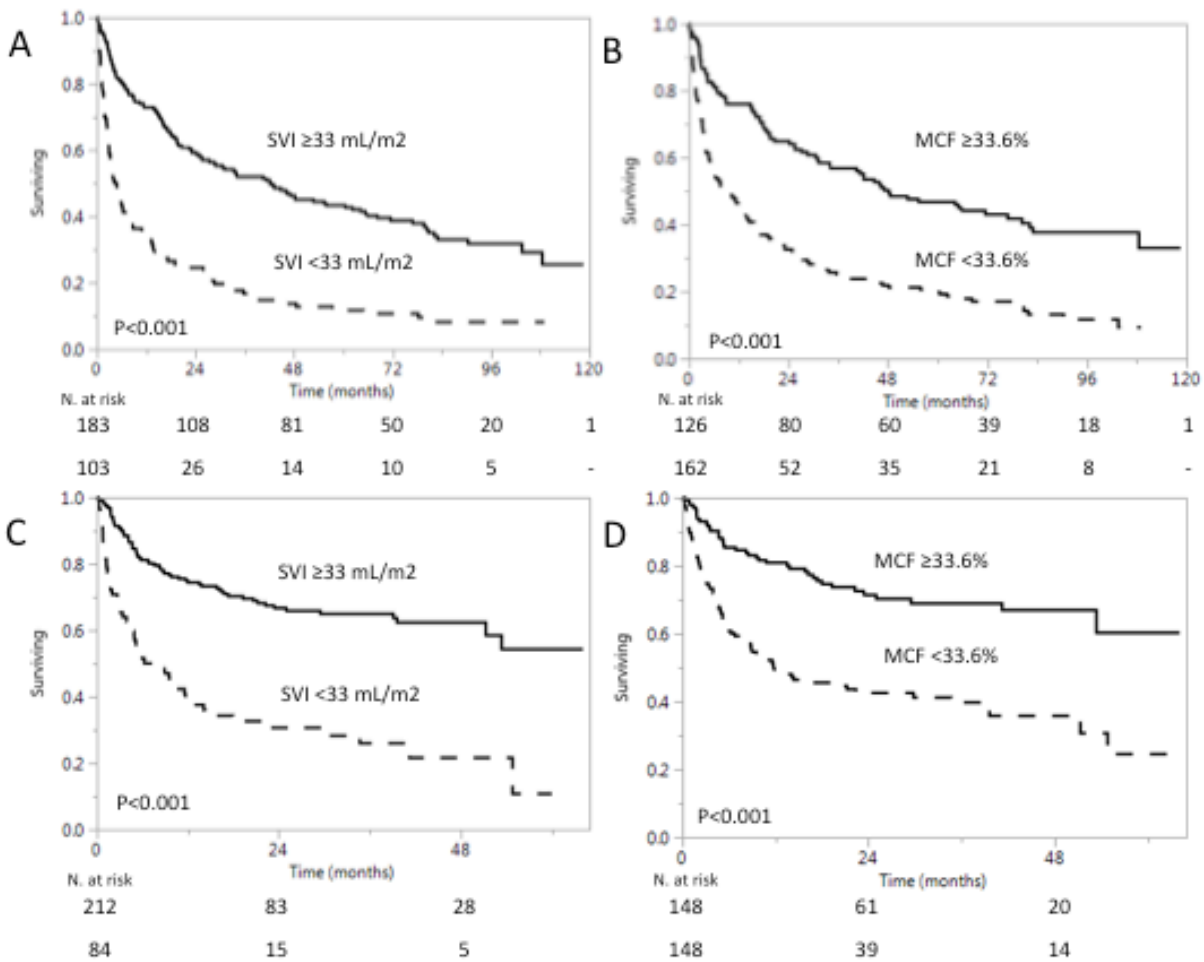 A
1.0
0.8
0.6
0.4
0.2
0.0
Surviving
SVI ≥33 mL/m2
SVI <33 mL/m2
P<0.001
0 24 48 72 96 120
Time (months)
N. at risk
183 108 81 50 20 1
103 26 14 10 5 -
B
1.0
0.8
0.6
0.4
0.2
0.0
Surviving
MCF ≥33.6%
MCF <33.6%
P<0.001
0 24 48 72 96 120
Time (months)
N. at risk
126 80 60 39 18 1
162 52 35 21 8 -
C
1.0
0.8
0.6
0.4
0.2
0.0
Surviving
SVI ≥33 mL/m2
SVI <33 mL/m2
P<0.001
0 24 48
Time (months)
N. at risk
212 83 28
84 15 5
D
1.0
0.8
0.6
0.4
0.2
0.0
Surviving
MCF ≥33.6%
MCF <33.6%
P<0.001
0 24 48
Time (months)
N. at risk
148 61 20
148 39 14